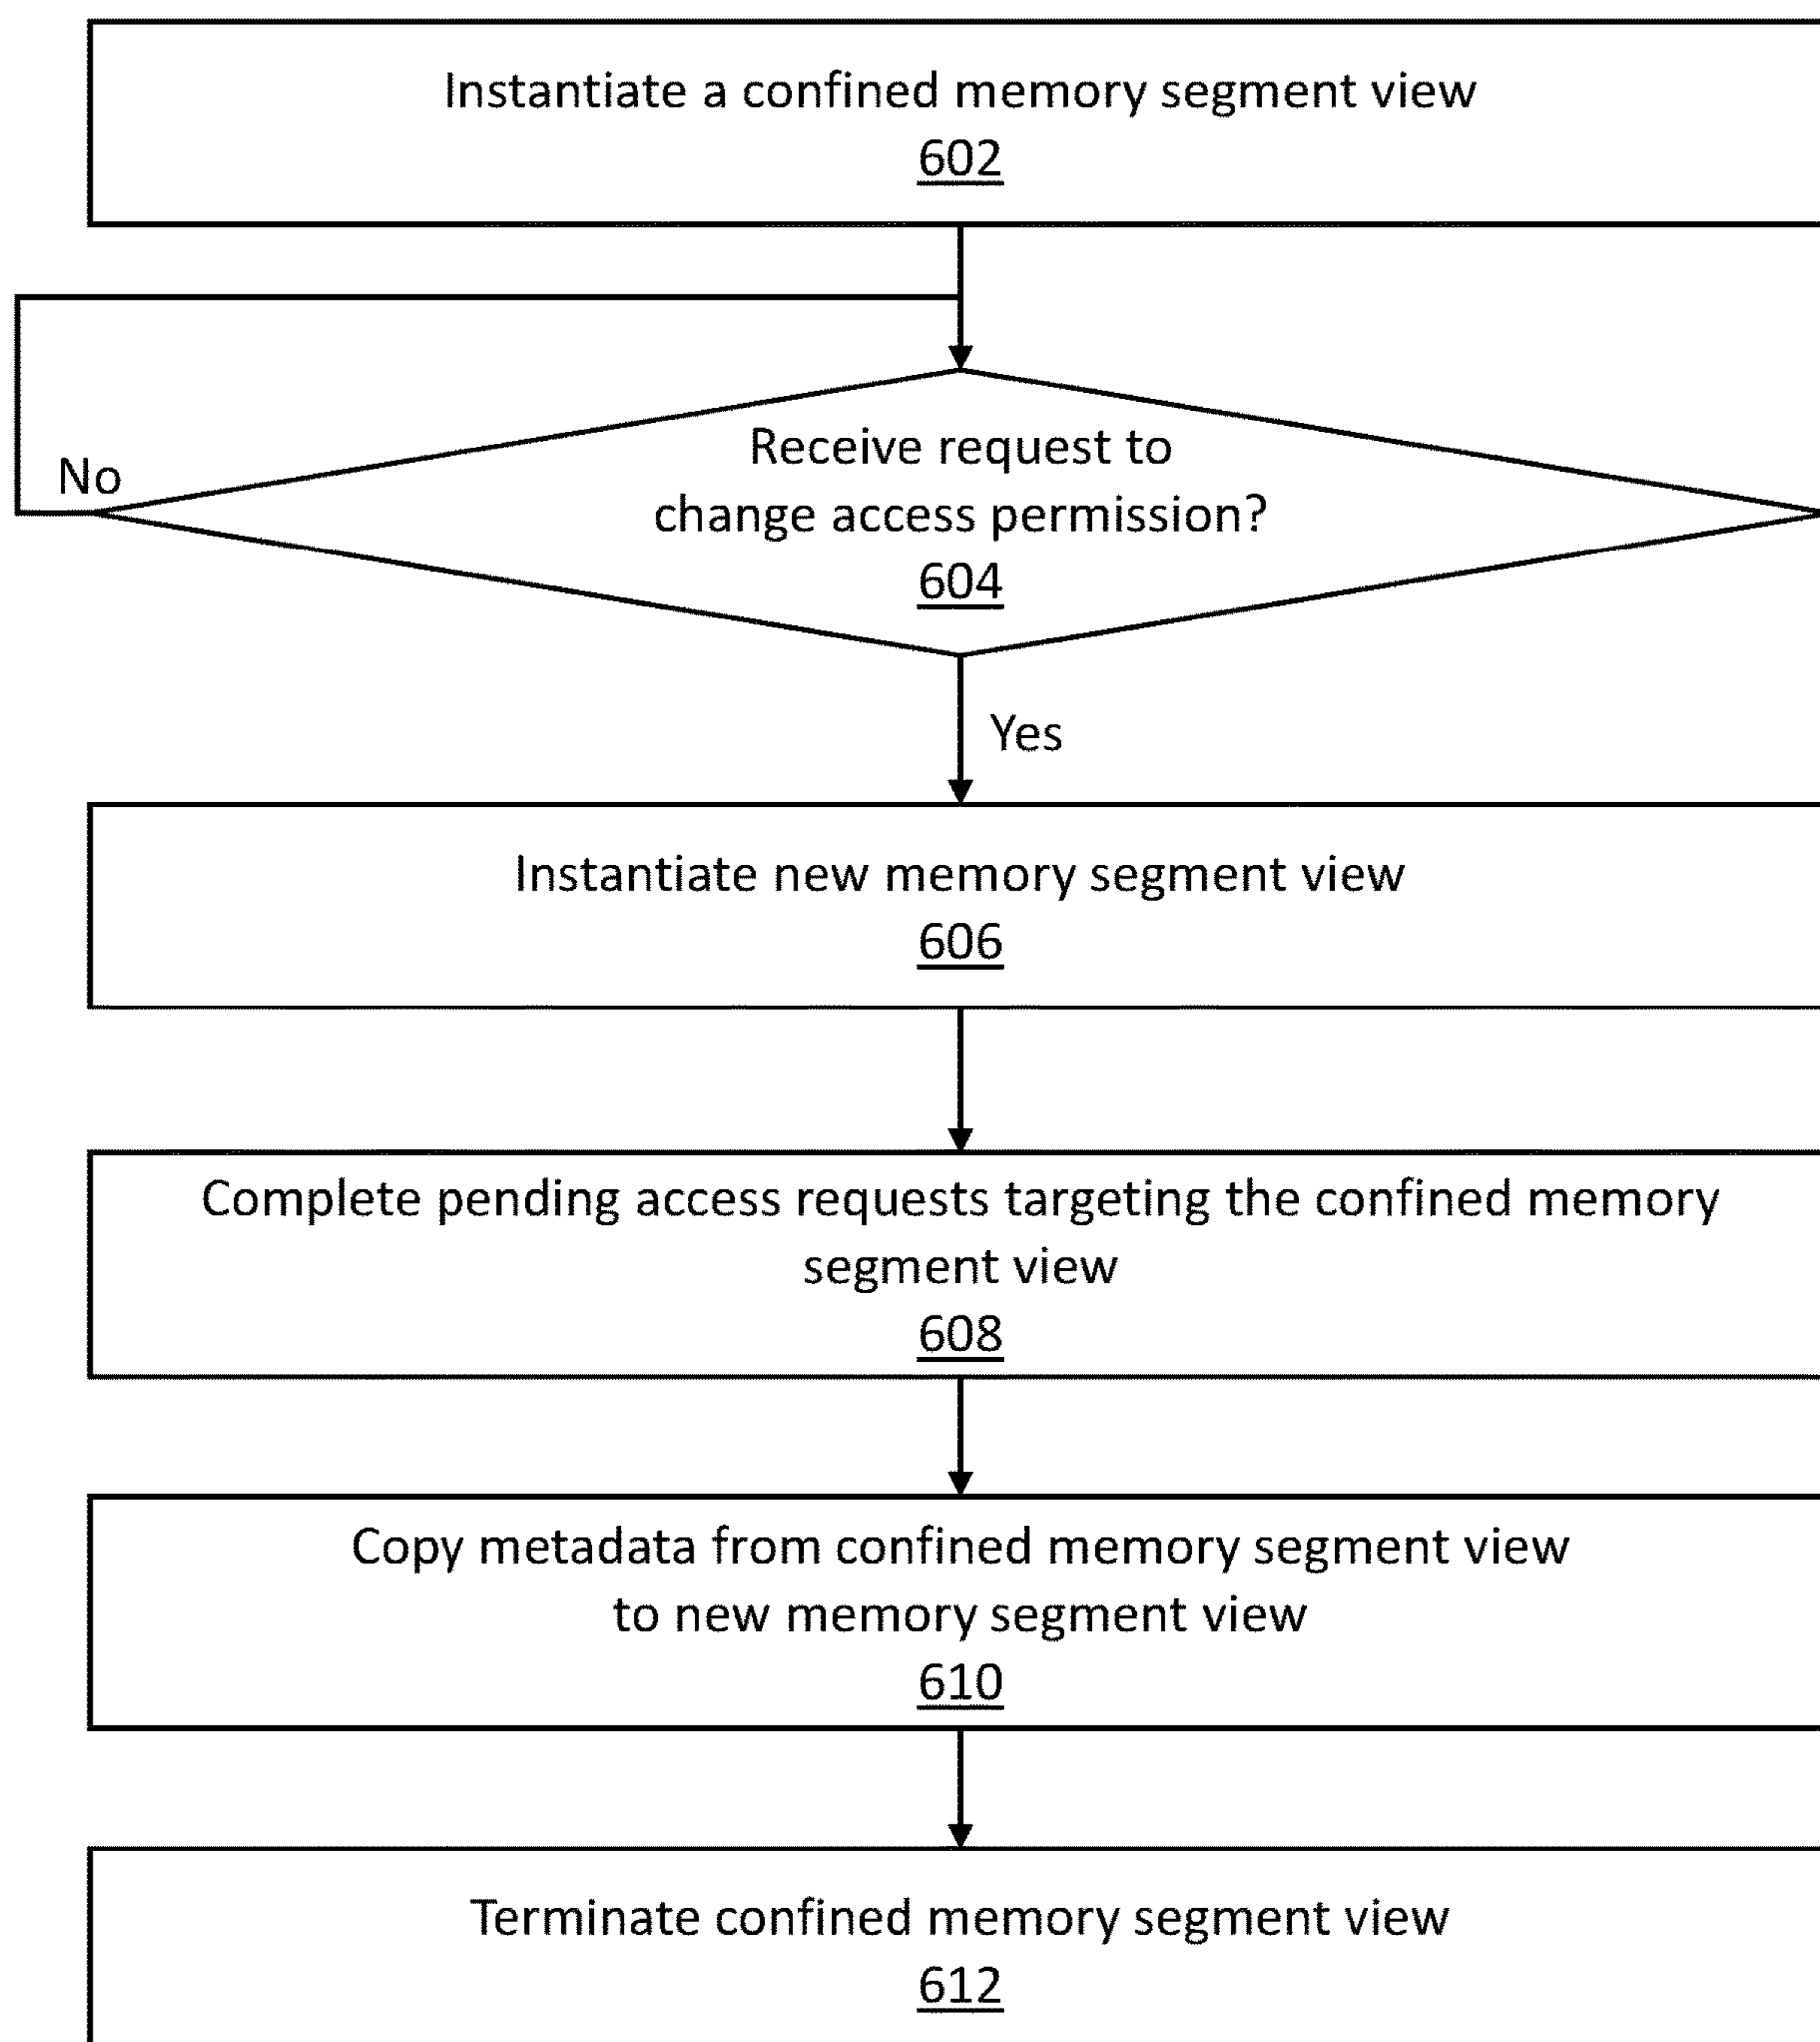 Instantiate a confined memory segment view
602
Receive request to
change access permission?
604
No
Yes
Instantiate new memory segment view
606
Complete pending access requests targeting the confined memory
segment view
608
Copy metadata from confined memory segment view
to new memory segment view
610
Terminate confined memory segment view
612